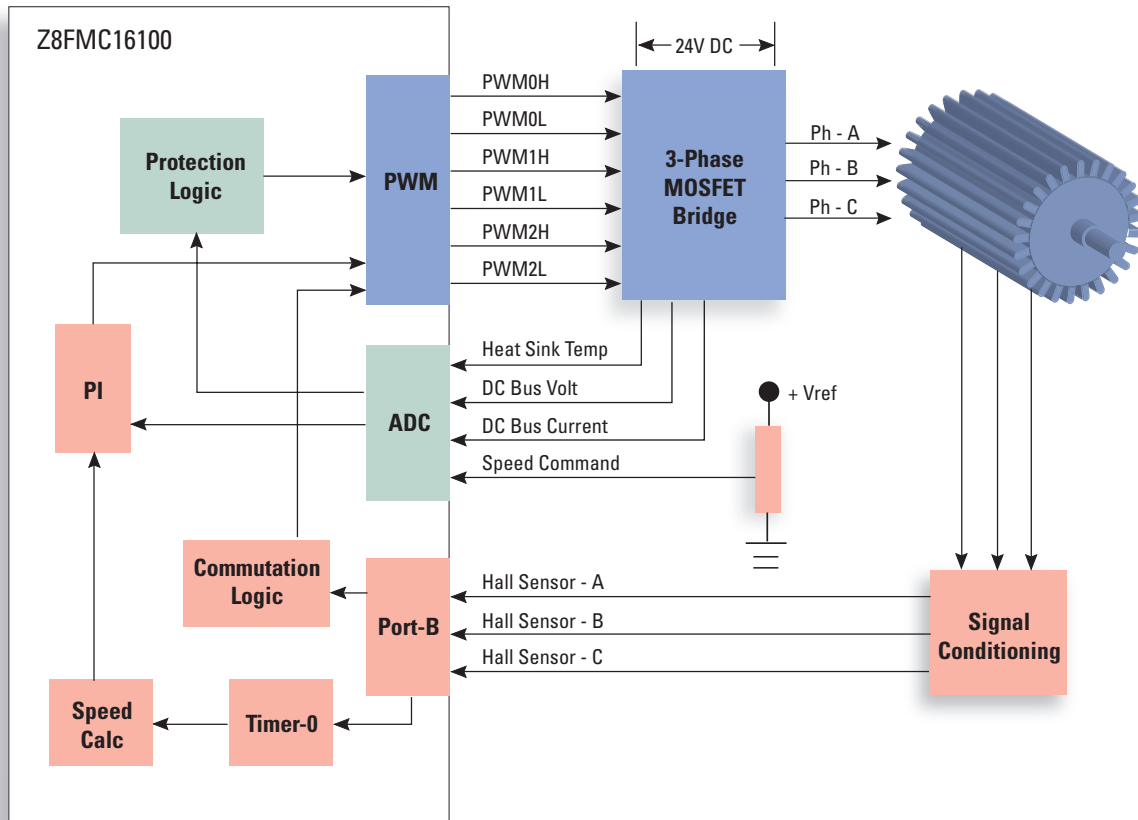 Z8FMC16100
24V DC
PWM0H
PWM0L
PWM1H
PWM1L
PWM2H
PWM2L
Protection
Logic
PWM
3-Phase
MOSFET
Bridge
Ph - A
Ph - B
Ph - C
PI
ADC
Heat Sink Temp
DC Bus Volt
DC Bus Current
Speed Command
+ Vref
Commutation
Logic
Port-B
Hall Sensor - A
Hall Sensor - B
Hall Sensor - C
Signal
Conditioning
Speed
Calc
Timer-0